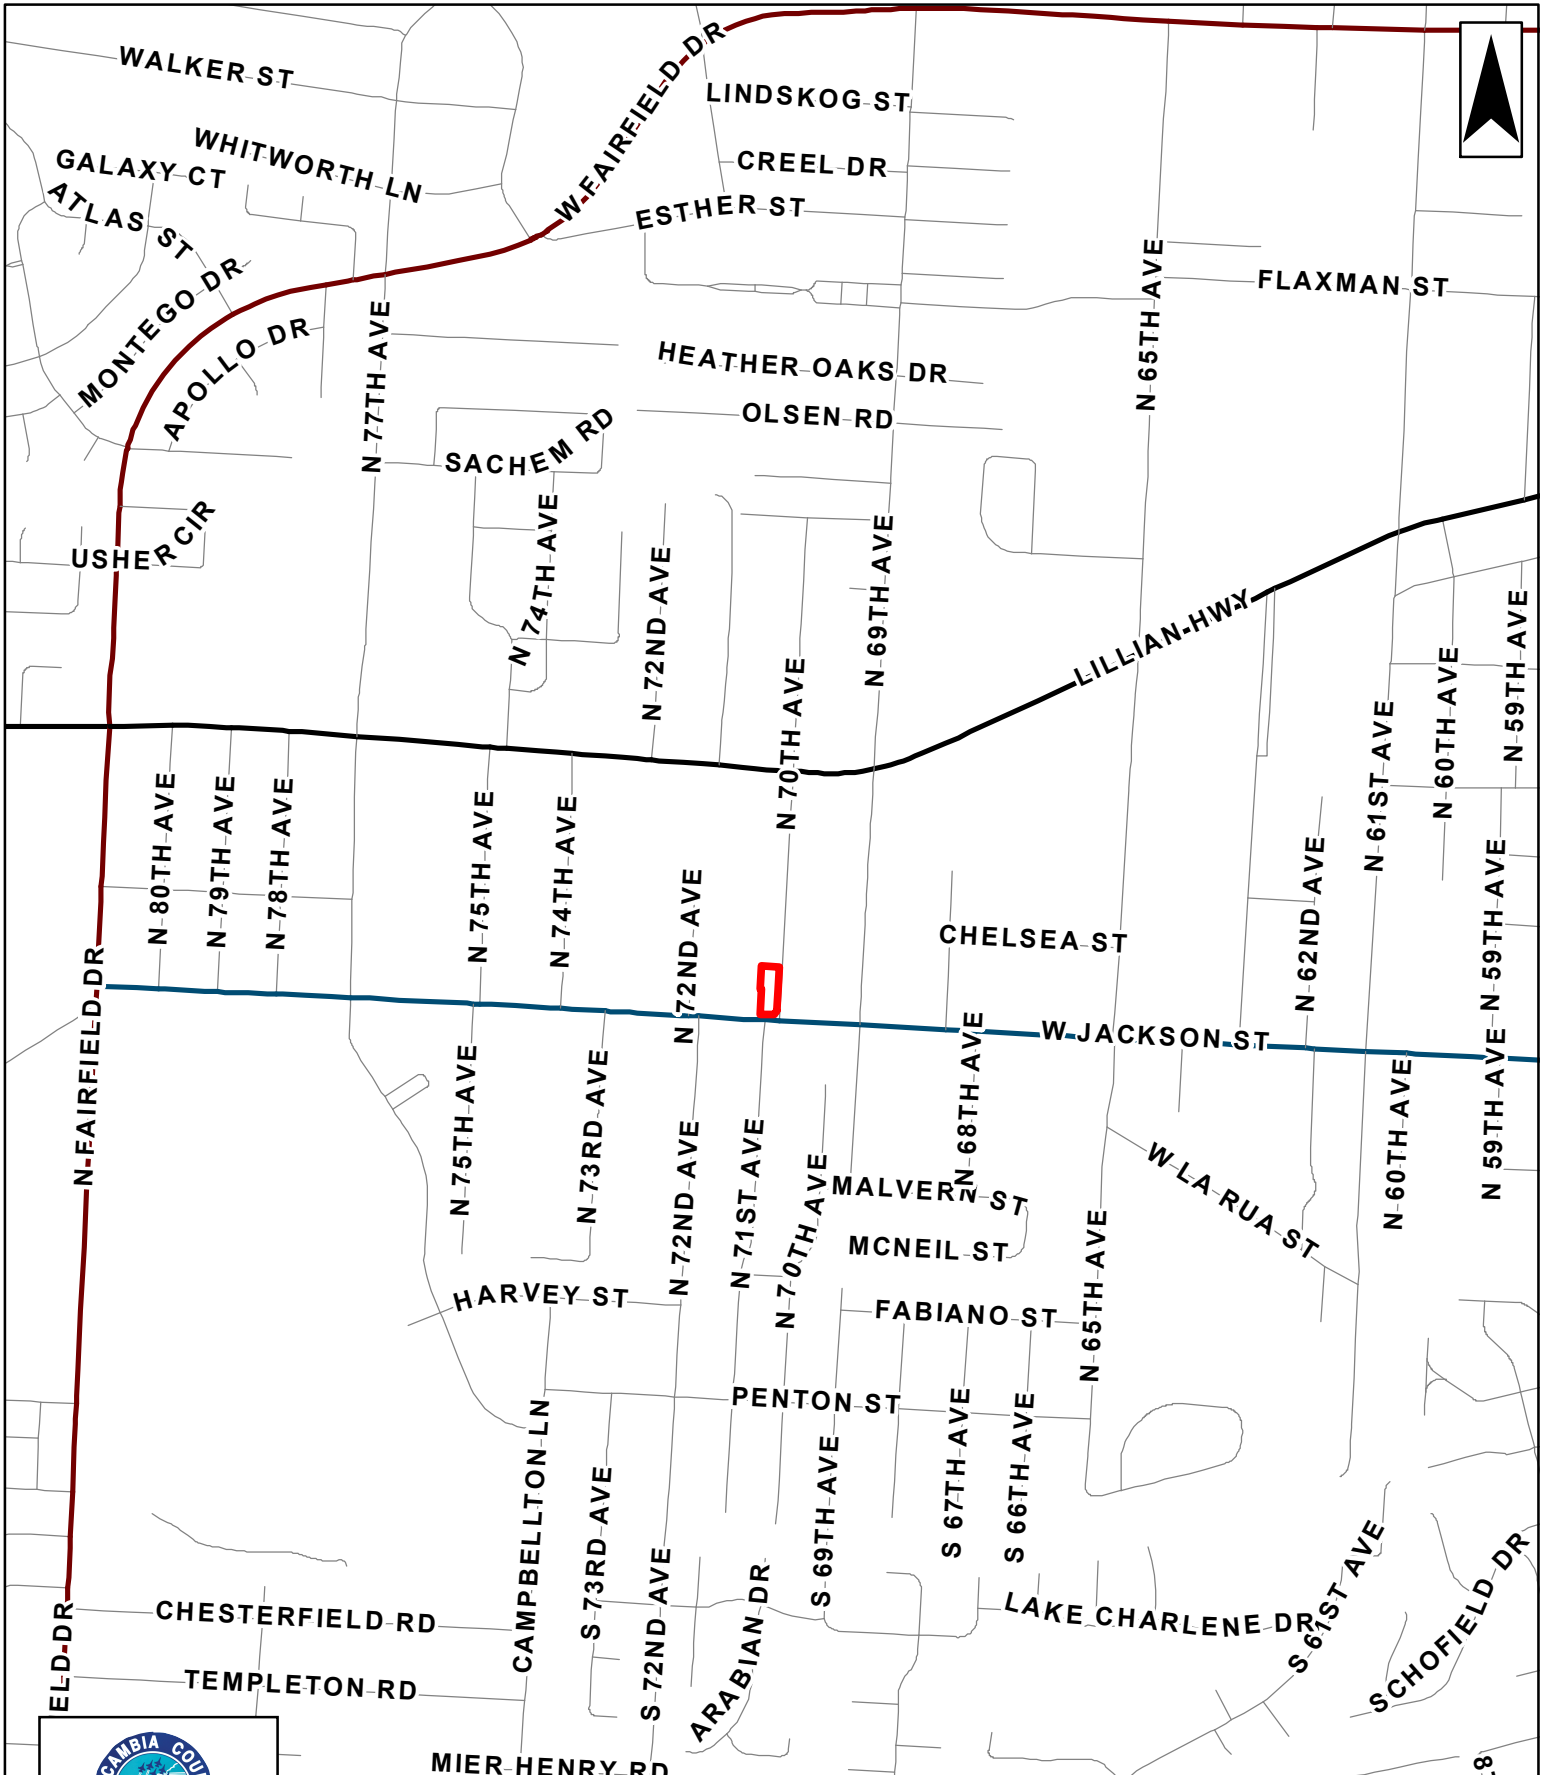 WALKER ST
W FAIRFIELD DR
LINDSKOG ST
WHITWORTH LN
GALAXY CT
CREEL DR
ATLAS ST
ESTHER ST
MONTEGO DR
FLAXMAN ST
N 65TH AVE
APOLLO DR
N 77TH AVE
HEATHER OAKS DR
OLSEN RD
SACHEM RD
USHER CIR
N 74TH AVE
N 72ND AVE
N 69TH AVE
LILLIAN HWY
N 59TH AVE
N 60TH AVE
N 61ST AVE
N 70TH AVE
N 80TH AVE
N 79TH AVE
N 78TH AVE
N 75TH AVE
N 74TH AVE
N 72ND AVE
CHELSEA ST
N 62ND AVE
N 59TH AVE
N FAIRFIELD DR
W JACKSON ST
N 75TH AVE
N 73RD AVE
N 72ND AVE
N 71ST AVE
N 70TH AVE
N 68TH AVE
N 60TH AVE
N 59TH AVE
MALVERN ST
W LA RUA ST
MCNEIL ST
N 65TH AVE
HARVEY ST
FABIANO ST
PENTON ST
CAMPBELLTON LN
S 73RD AVE
S 72ND AVE
S 69TH AVE
S 67TH AVE
S 66TH AVE
ARABIAN DR
LAKE CHARLENE DR
S 61ST AVE
SCHOFIELD DR
CHESTERFIELD RD
ELD DR
TEMPLETON RD
MIER HENRY RD
CAMBIA COU